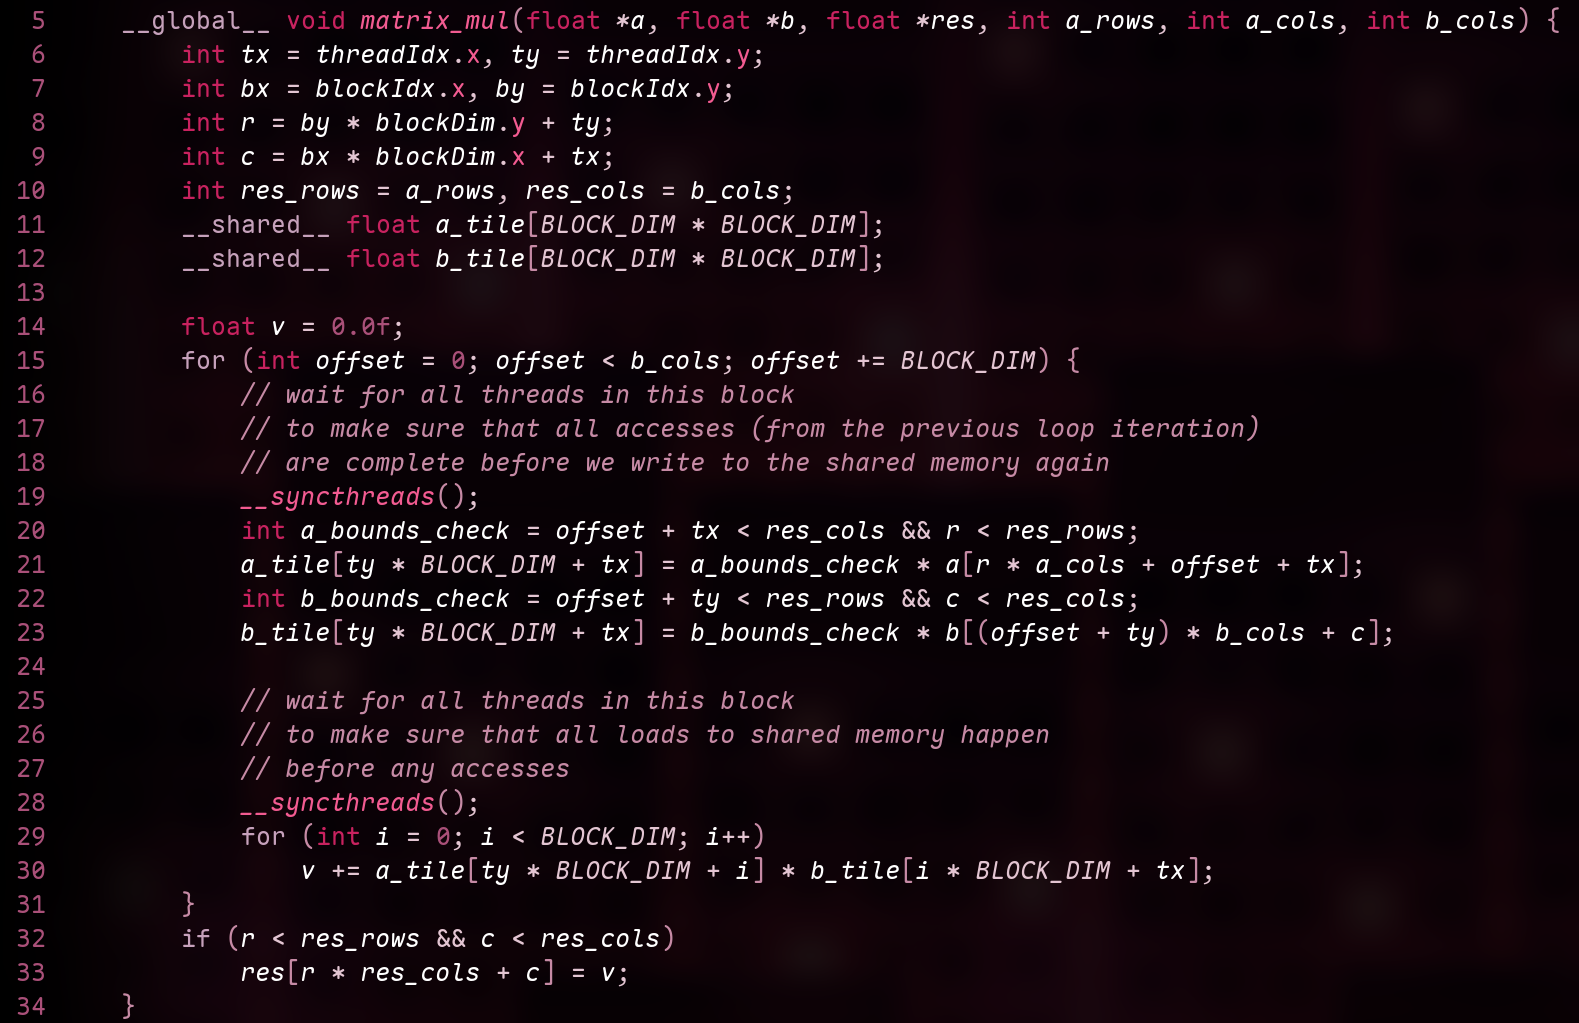 5 __global__ void matrix_mul(float *a, float *b, float *res, int a_rows, int a_cols, int b_cols) {
6 int tx = threadIdx.x, ty = threadIdx.y;
7 int bx = blockIdx.x, by = blockIdx.y;
8 int r = by * blockDim.y + ty;
9 int c = bx * blockDim.x + tx;
10 int res_rows = a_rows, res_cols = b_cols;
11 __shared__ float a_tile[BLOCK_DIM * BLOCK_DIM];
12 __shared__ float b_tile[BLOCK_DIM * BLOCK_DIM];
13
14 float v = 0.0f;
15 for (int offset = 0; offset < b_cols; offset += BLOCK_DIM) {
16 // wait for all threads in this block
17 // to make sure that all accesses (from the previous loop iteration)
18 // are complete before we write to the shared memory again
19 __syncthreads();
20 int a_bounds_check = offset + tx < res_cols && r < res_rows;
21 a_tile[ty * BLOCK_DIM + tx] = a_bounds_check * a[r * a_cols + offset + tx];
22 int b_bounds_check = offset + ty < res_rows && c < res_cols;
23 b_tile[ty * BLOCK_DIM + tx] = b_bounds_check * b[(offset + ty) * b_cols + c];
24
25 // wait for all threads in this block
26 // to make sure that all loads to shared memory happen
27 // before any accesses
28 __syncthreads();
29 for (int i = 0; i < BLOCK_DIM; i++)
30 v += a_tile[ty * BLOCK_DIM + i] * b_tile[i * BLOCK_DIM + tx];
31 }
32 if (r < res_rows && c < res_cols)
33 res[r * res_cols + c] = v;
34 }